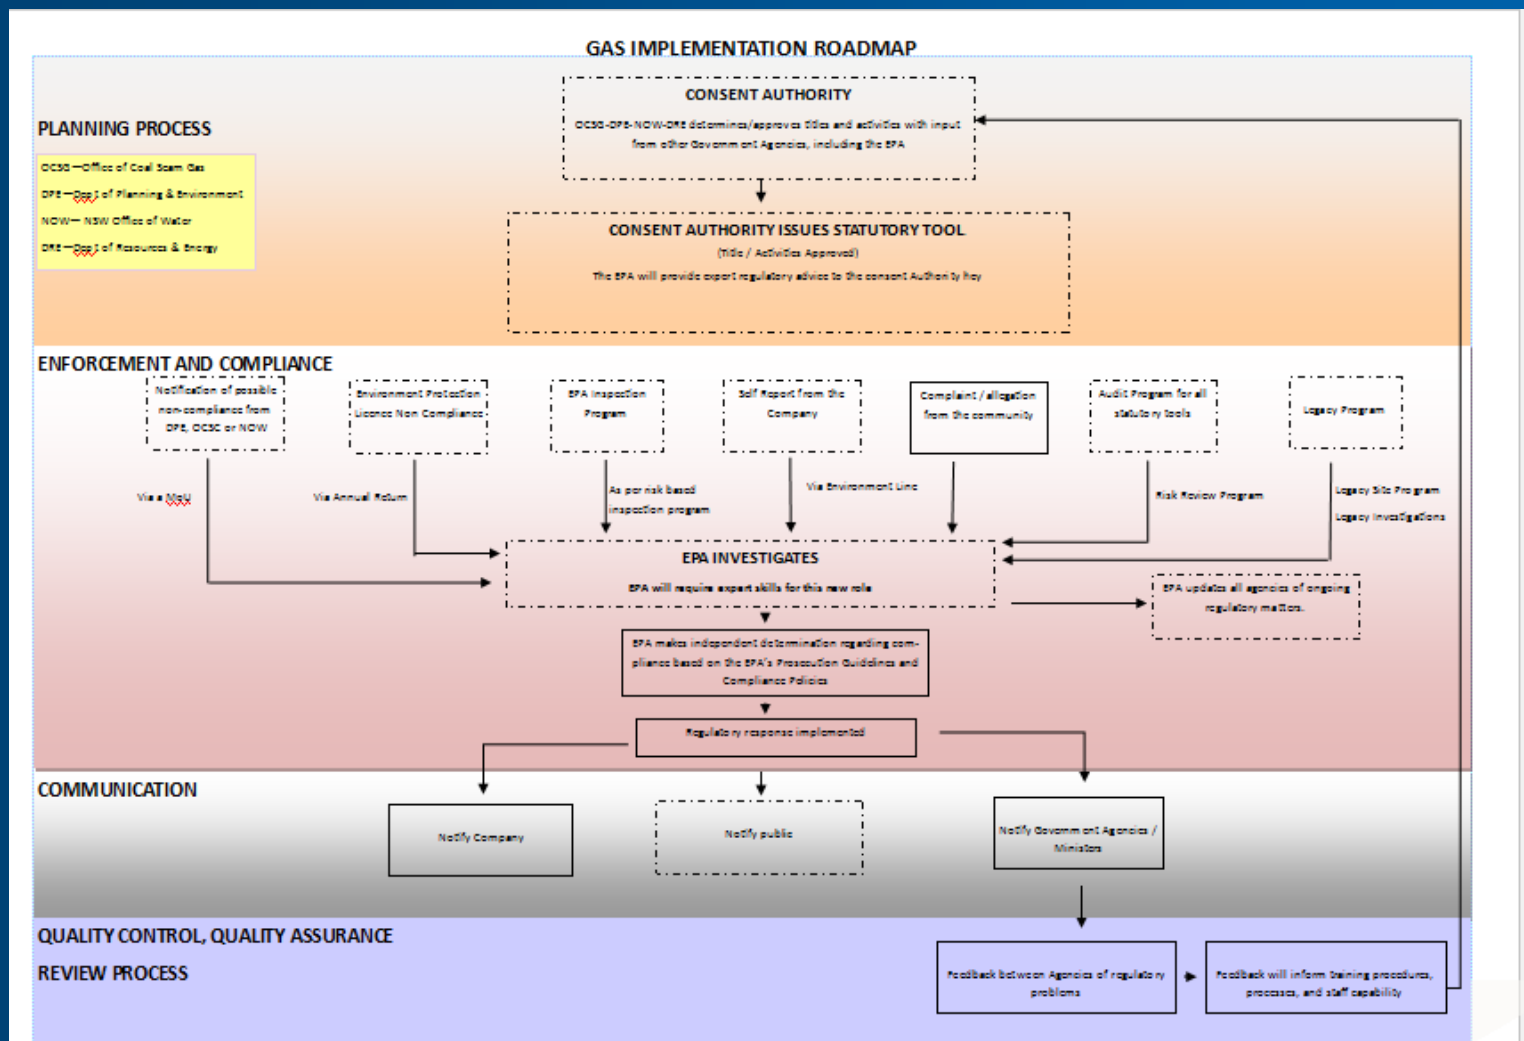 GAS IMPLEMENTATION ROADMAP
CONSENT AUTHORITY
OCSG-DPE-NOW-DRE determines/approves titles and activities with input
from other Government Agencies, including the EPA
PLANNING PROCESS
OCSG—Office of Coal Seam Gas
DPE—Dept of Planning & Environment
NOW— NSW Office of Water
DRE—Dept of Resources & Energy
CONSENT AUTHORITY ISSUES STATUTORY TOOL
(Title / Activities Approved)
The EPA will provide expert regulatory advice to the consent Authority hey
ENFORCEMENT AND COMPLIANCE
Notification of possible
non-compliance from
DPE, OCSC or NOW
Environment Protection
Licence Non Compliance
EPA Inspection
Program
Self Report from the
Company
Complaint / allegation
from the community
Audit Program for all
statutory tools
Legacy Program
Via a MoU
Via Annual Return
As per risk based
inspection program
Via Environment Line
Risk Review Program
Legacy Site Program
Legacy Investigations
EPA INVESTIGATES
EPA will require expert skills for this new role
EPA updates all agencies of ongoing
regulatory matters.
EPA makes independent determination regarding com-
pliance based on the EPA's Prosecution Guidelines and
Compliance Policies
Regulatory response implemented
COMMUNICATION
Notify Company
Notify public
Notify Government Agencies /
Ministers
QUALITY CONTROL, QUALITY ASSURANCE
REVIEW PROCESS
Feedback between Agencies of regulatory
problems
Feedback will inform training procedures,
processes, and staff capability